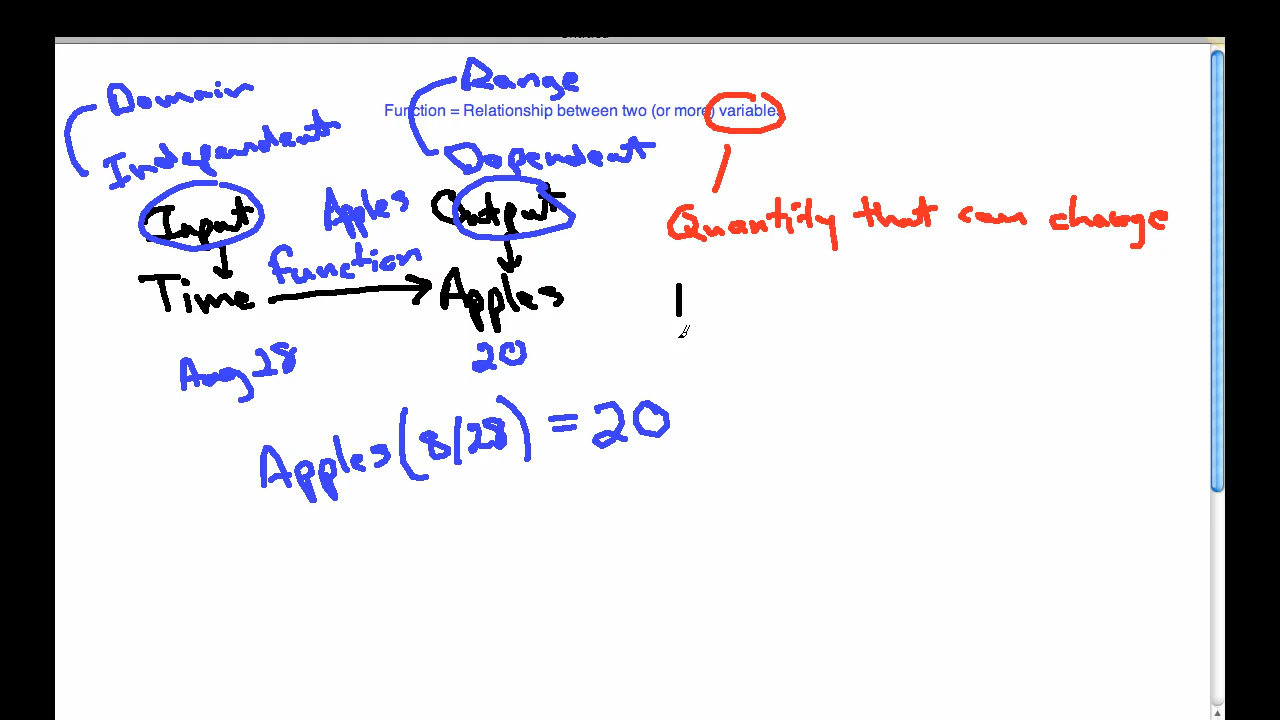 Domain
Range
Function = Relationship between two (or more) variable
Independent
Dependent
Input
Apples
Output
Quantity that can change
function
Time
Apples
Aug 28
20
Apples(8/28) = 20